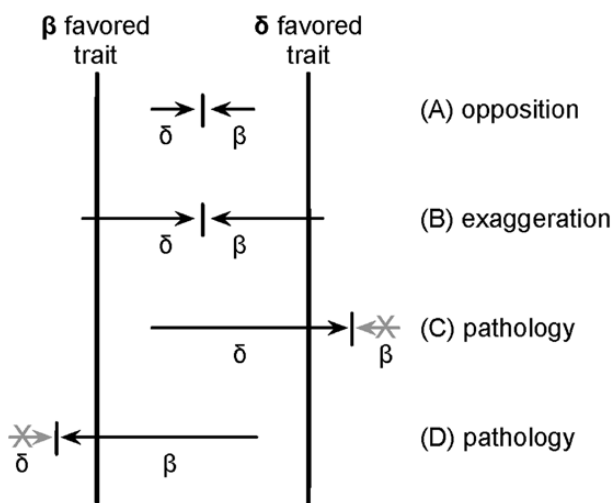 β favored trait
δ favored trait
δ β (A) opposition
δ β (B) exaggeration
δ β (C) pathology
δ β (D) pathology